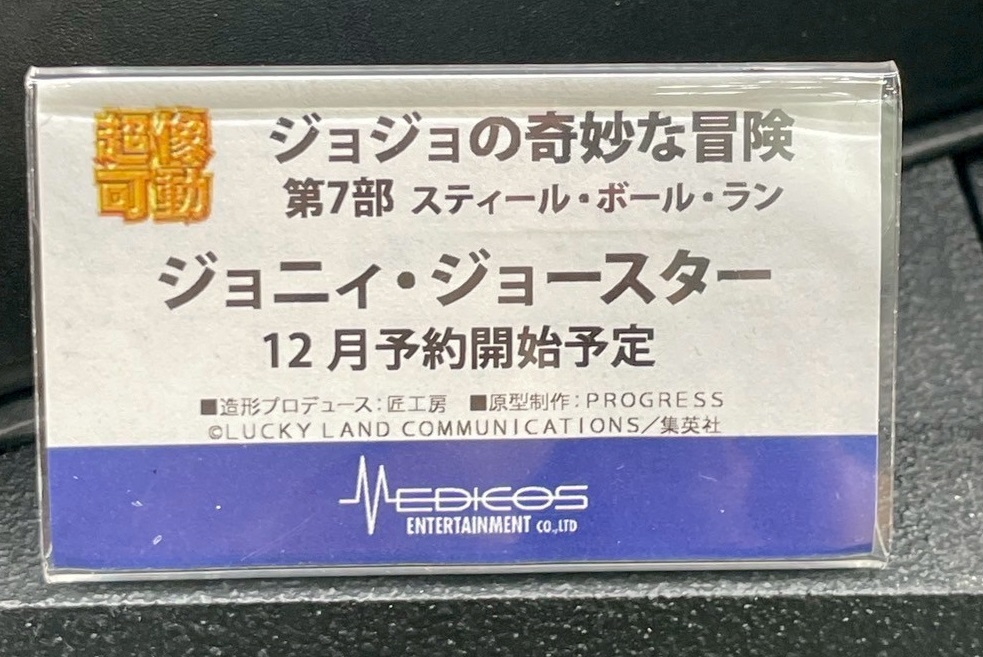 超像
可動
ジョジョの奇妙な冒険
第7部 スティール・ボール・ラン
ジョニィ・ジョースター
12月予約開始予定
■造形プロデュース:匠工房 ■原型制作:PROGRESS
©LUCKY LAND COMMUNICATIONS/集英社
MEDICOS
ENTERTAINMENT CO.,LTD